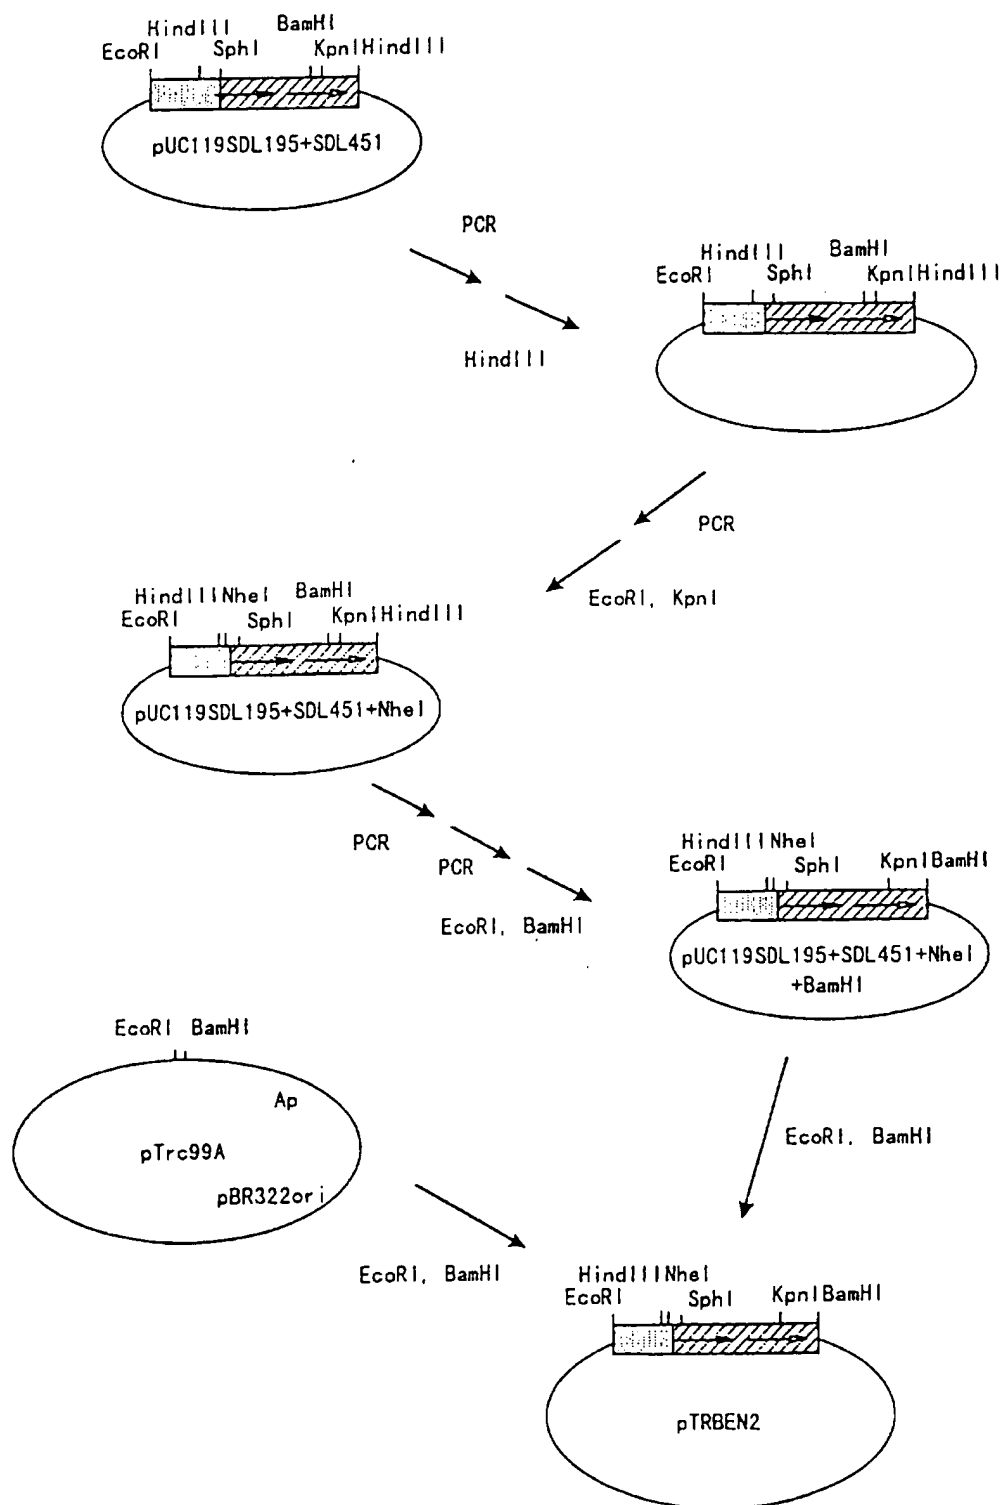 HindIII BamHI
EcoRI SphI KpnIHindIII
pUC119SDL195+SDL451
PCR
HindIII
HindIII BamHI
EcoRI SphI KpnIHindIII
PCR
EcoRI, KpnI
HindIIINheI BamHI
EcoRI SphI KpnIHindIII
pUC119SDL195+SDL451+NheI
PCR
PCR
EcoRI, BamHI
HindIIINheI
EcoRI SphI KpnIBamHI
pUC119SDL195+SDL451+NheI
+BamHI
EcoRI BamHI
Ap
pTrc99A
pBR322ori
EcoRI, BamHI
EcoRI, BamHI
HindIIINheI
EcoRI SphI KpnIBamHI
pTRBEN2